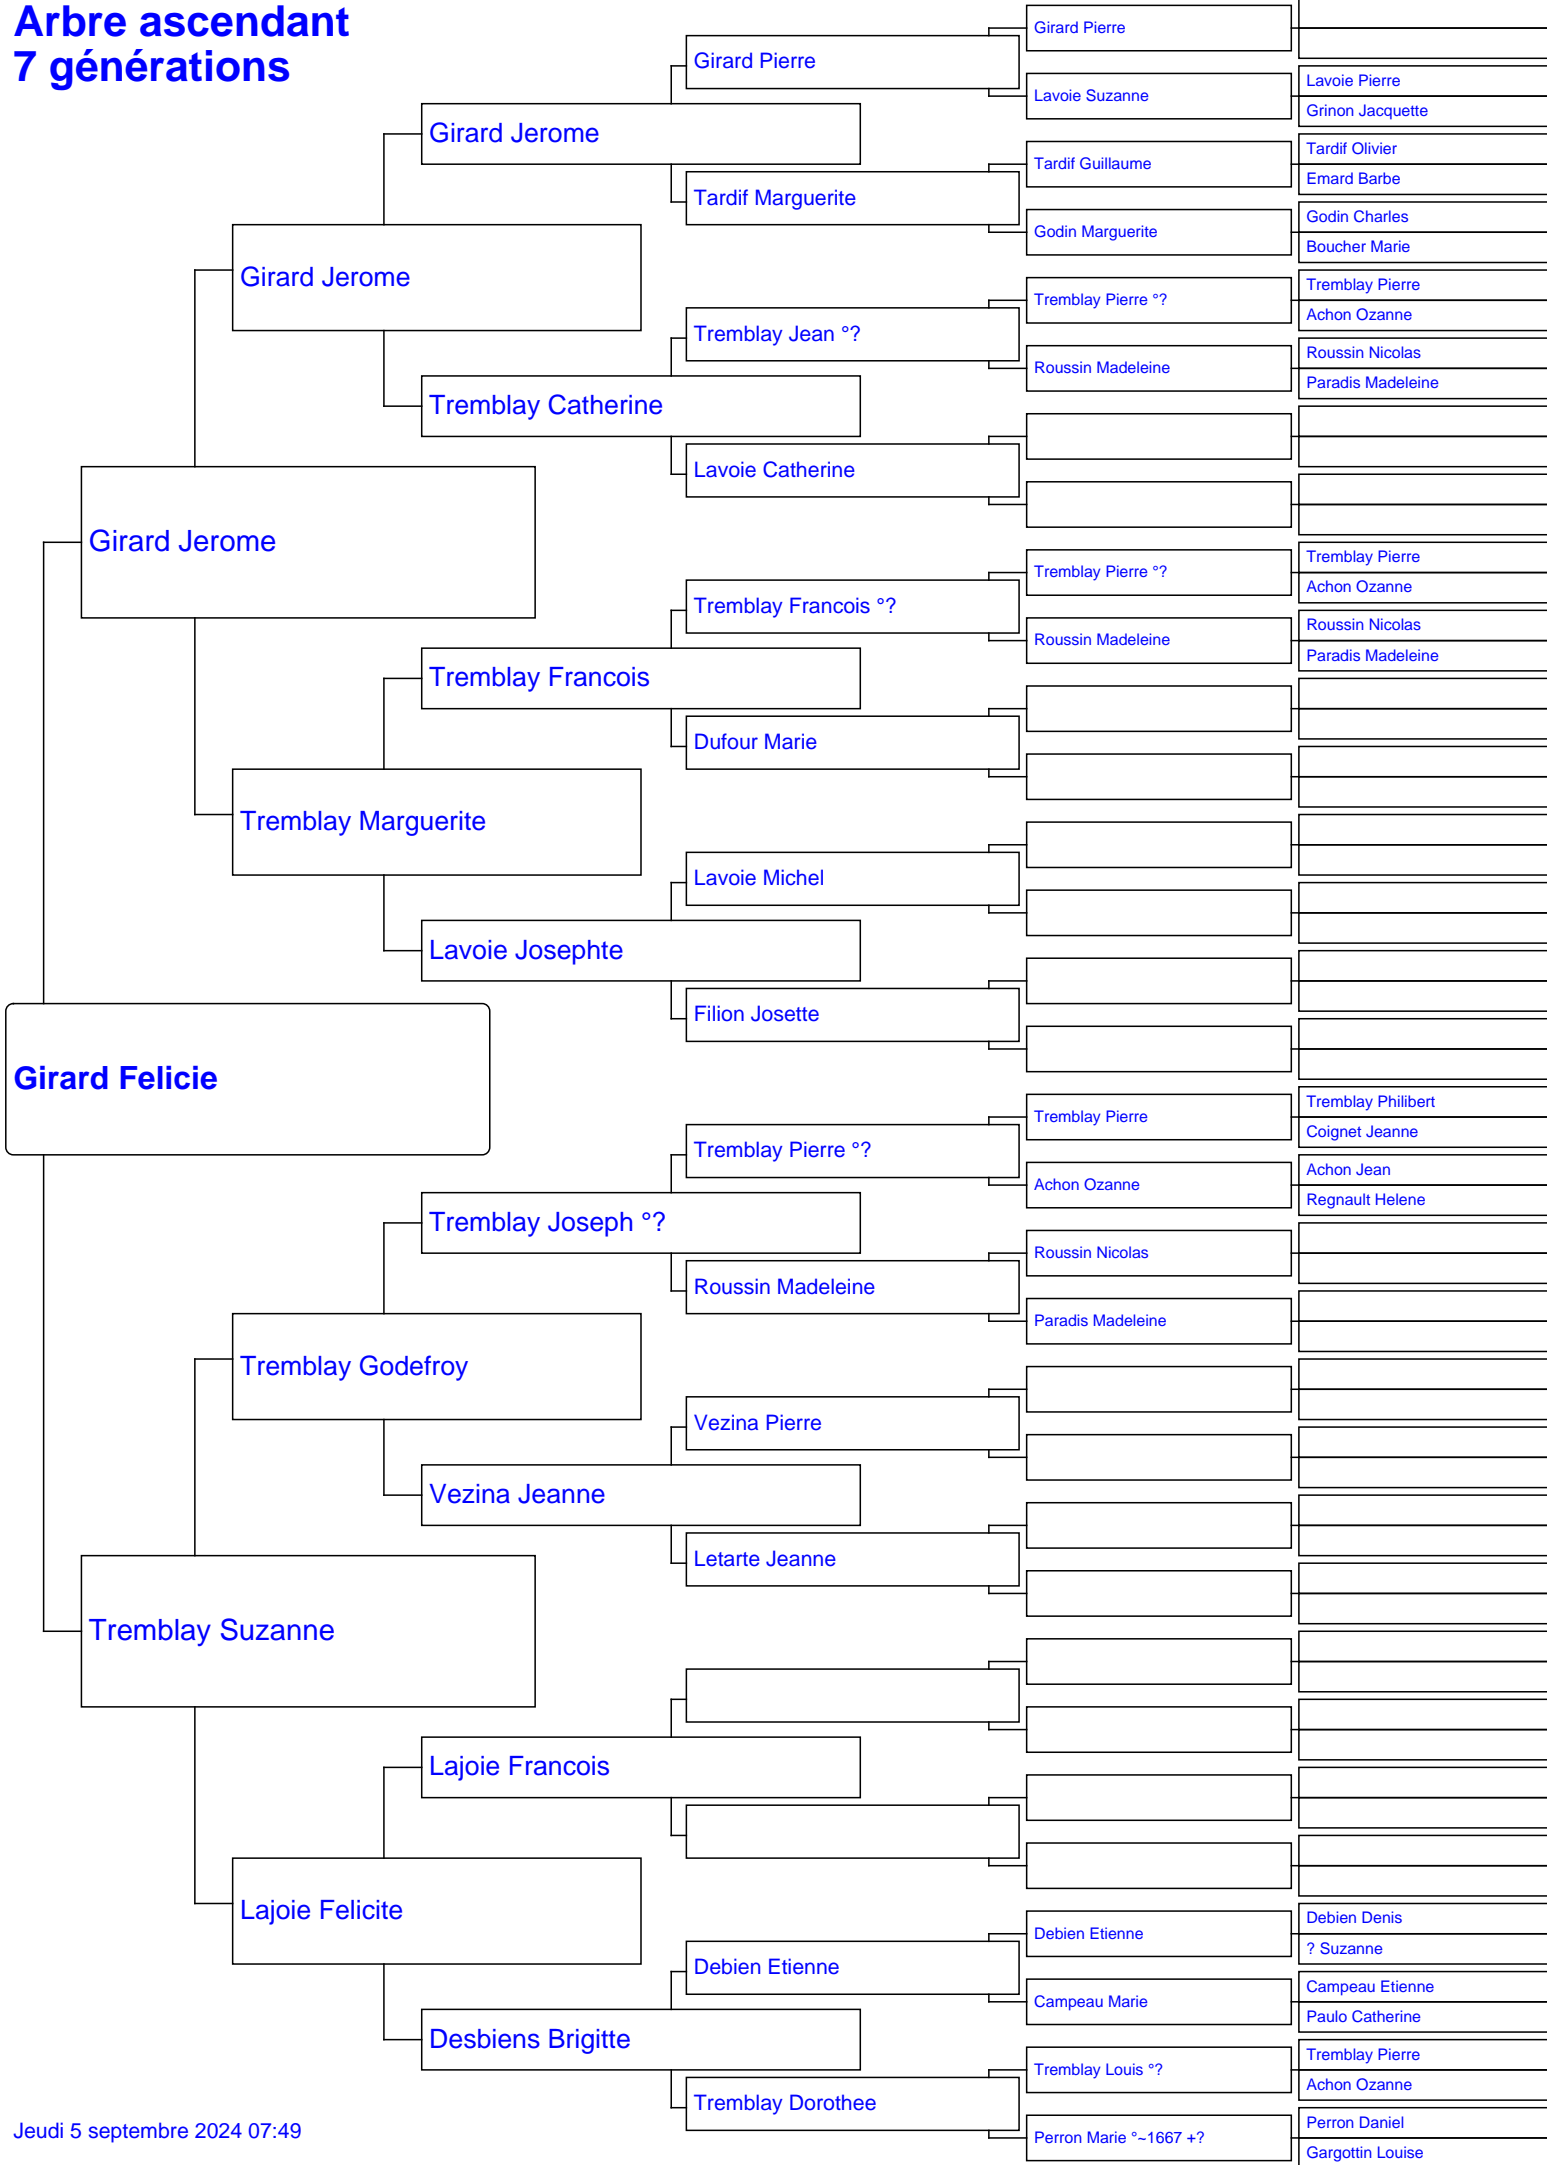 Arbre ascendant
7 générations
Girard Felicie
Girard Jerome
Tremblay Suzanne
Girard Jerome
Tremblay Marguerite
Tremblay Godefroy
Lajoie Felicite
Girard Jerome
Tremblay Catherine
Tremblay Francois
Lavoie Josephte
Tremblay Joseph °?
Vezina Jeanne
Lajoie Francois
Desbiens Brigitte
Girard Pierre
Tardif Marguerite
Tremblay Jean °?
Lavoie Catherine
Tremblay Francois °?
Dufour Marie
Lavoie Michel
Filion Josette
Tremblay Pierre °?
Roussin Madeleine
Vezina Pierre
Letarte Jeanne
Debien Etienne
Tremblay Dorothee
Girard Pierre
Lavoie Suzanne
Tardif Guillaume
Godin Marguerite
Tremblay Pierre °?
Roussin Madeleine
Tremblay Pierre °?
Roussin Madeleine
Tremblay Pierre
Achon Ozanne
Roussin Nicolas
Paradis Madeleine
Debien Etienne
Campeau Marie
Tremblay Louis °?
Perron Marie °~1667 +?
Lavoie Pierre
Grinon Jacquette
Tardif Olivier
Emard Barbe
Godin Charles
Boucher Marie
Tremblay Pierre
Achon Ozanne
Roussin Nicolas
Paradis Madeleine
Tremblay Pierre
Achon Ozanne
Roussin Nicolas
Paradis Madeleine
Tremblay Philibert
Coignet Jeanne
Achon Jean
Regnault Helene
Debien Denis
? Suzanne
Campeau Etienne
Paulo Catherine
Tremblay Pierre
Achon Ozanne
Perron Daniel
Gargottin Louise
Jeudi 5 septembre 2024 07:49